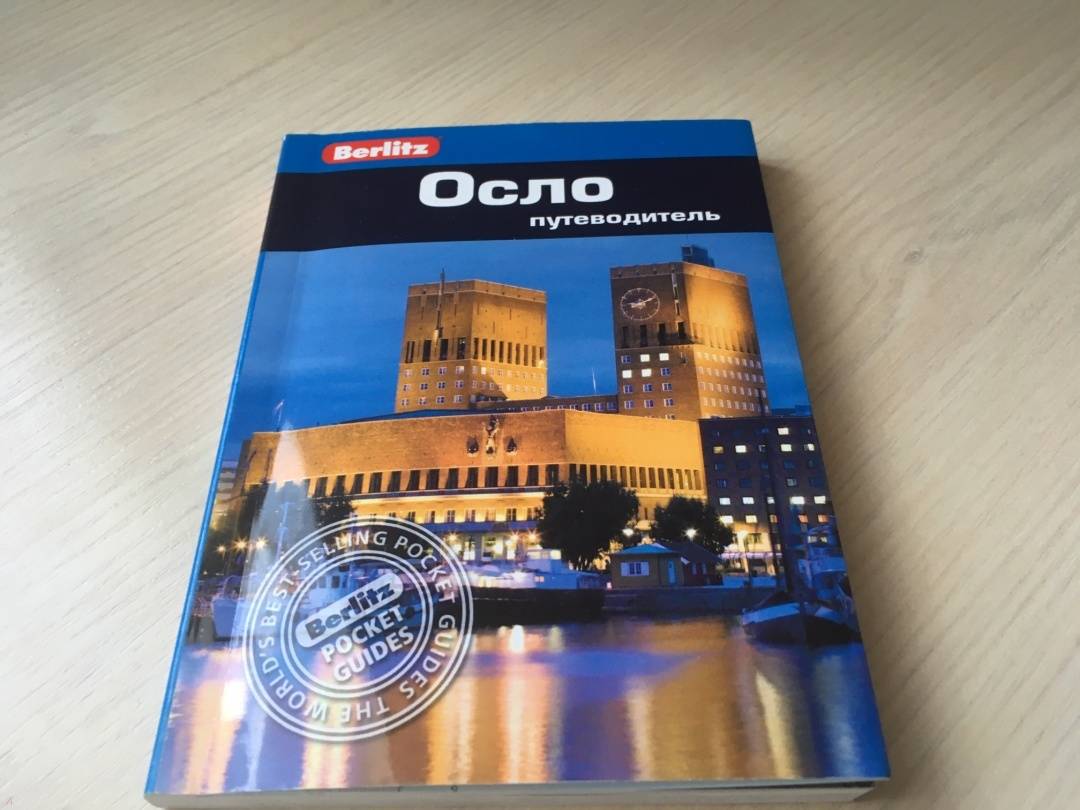 Berlitz
Осло
путеводитель
THE WORLD'S BEST-SELLING POCKET GUIDES
Berlitz
POCKET
GUIDES